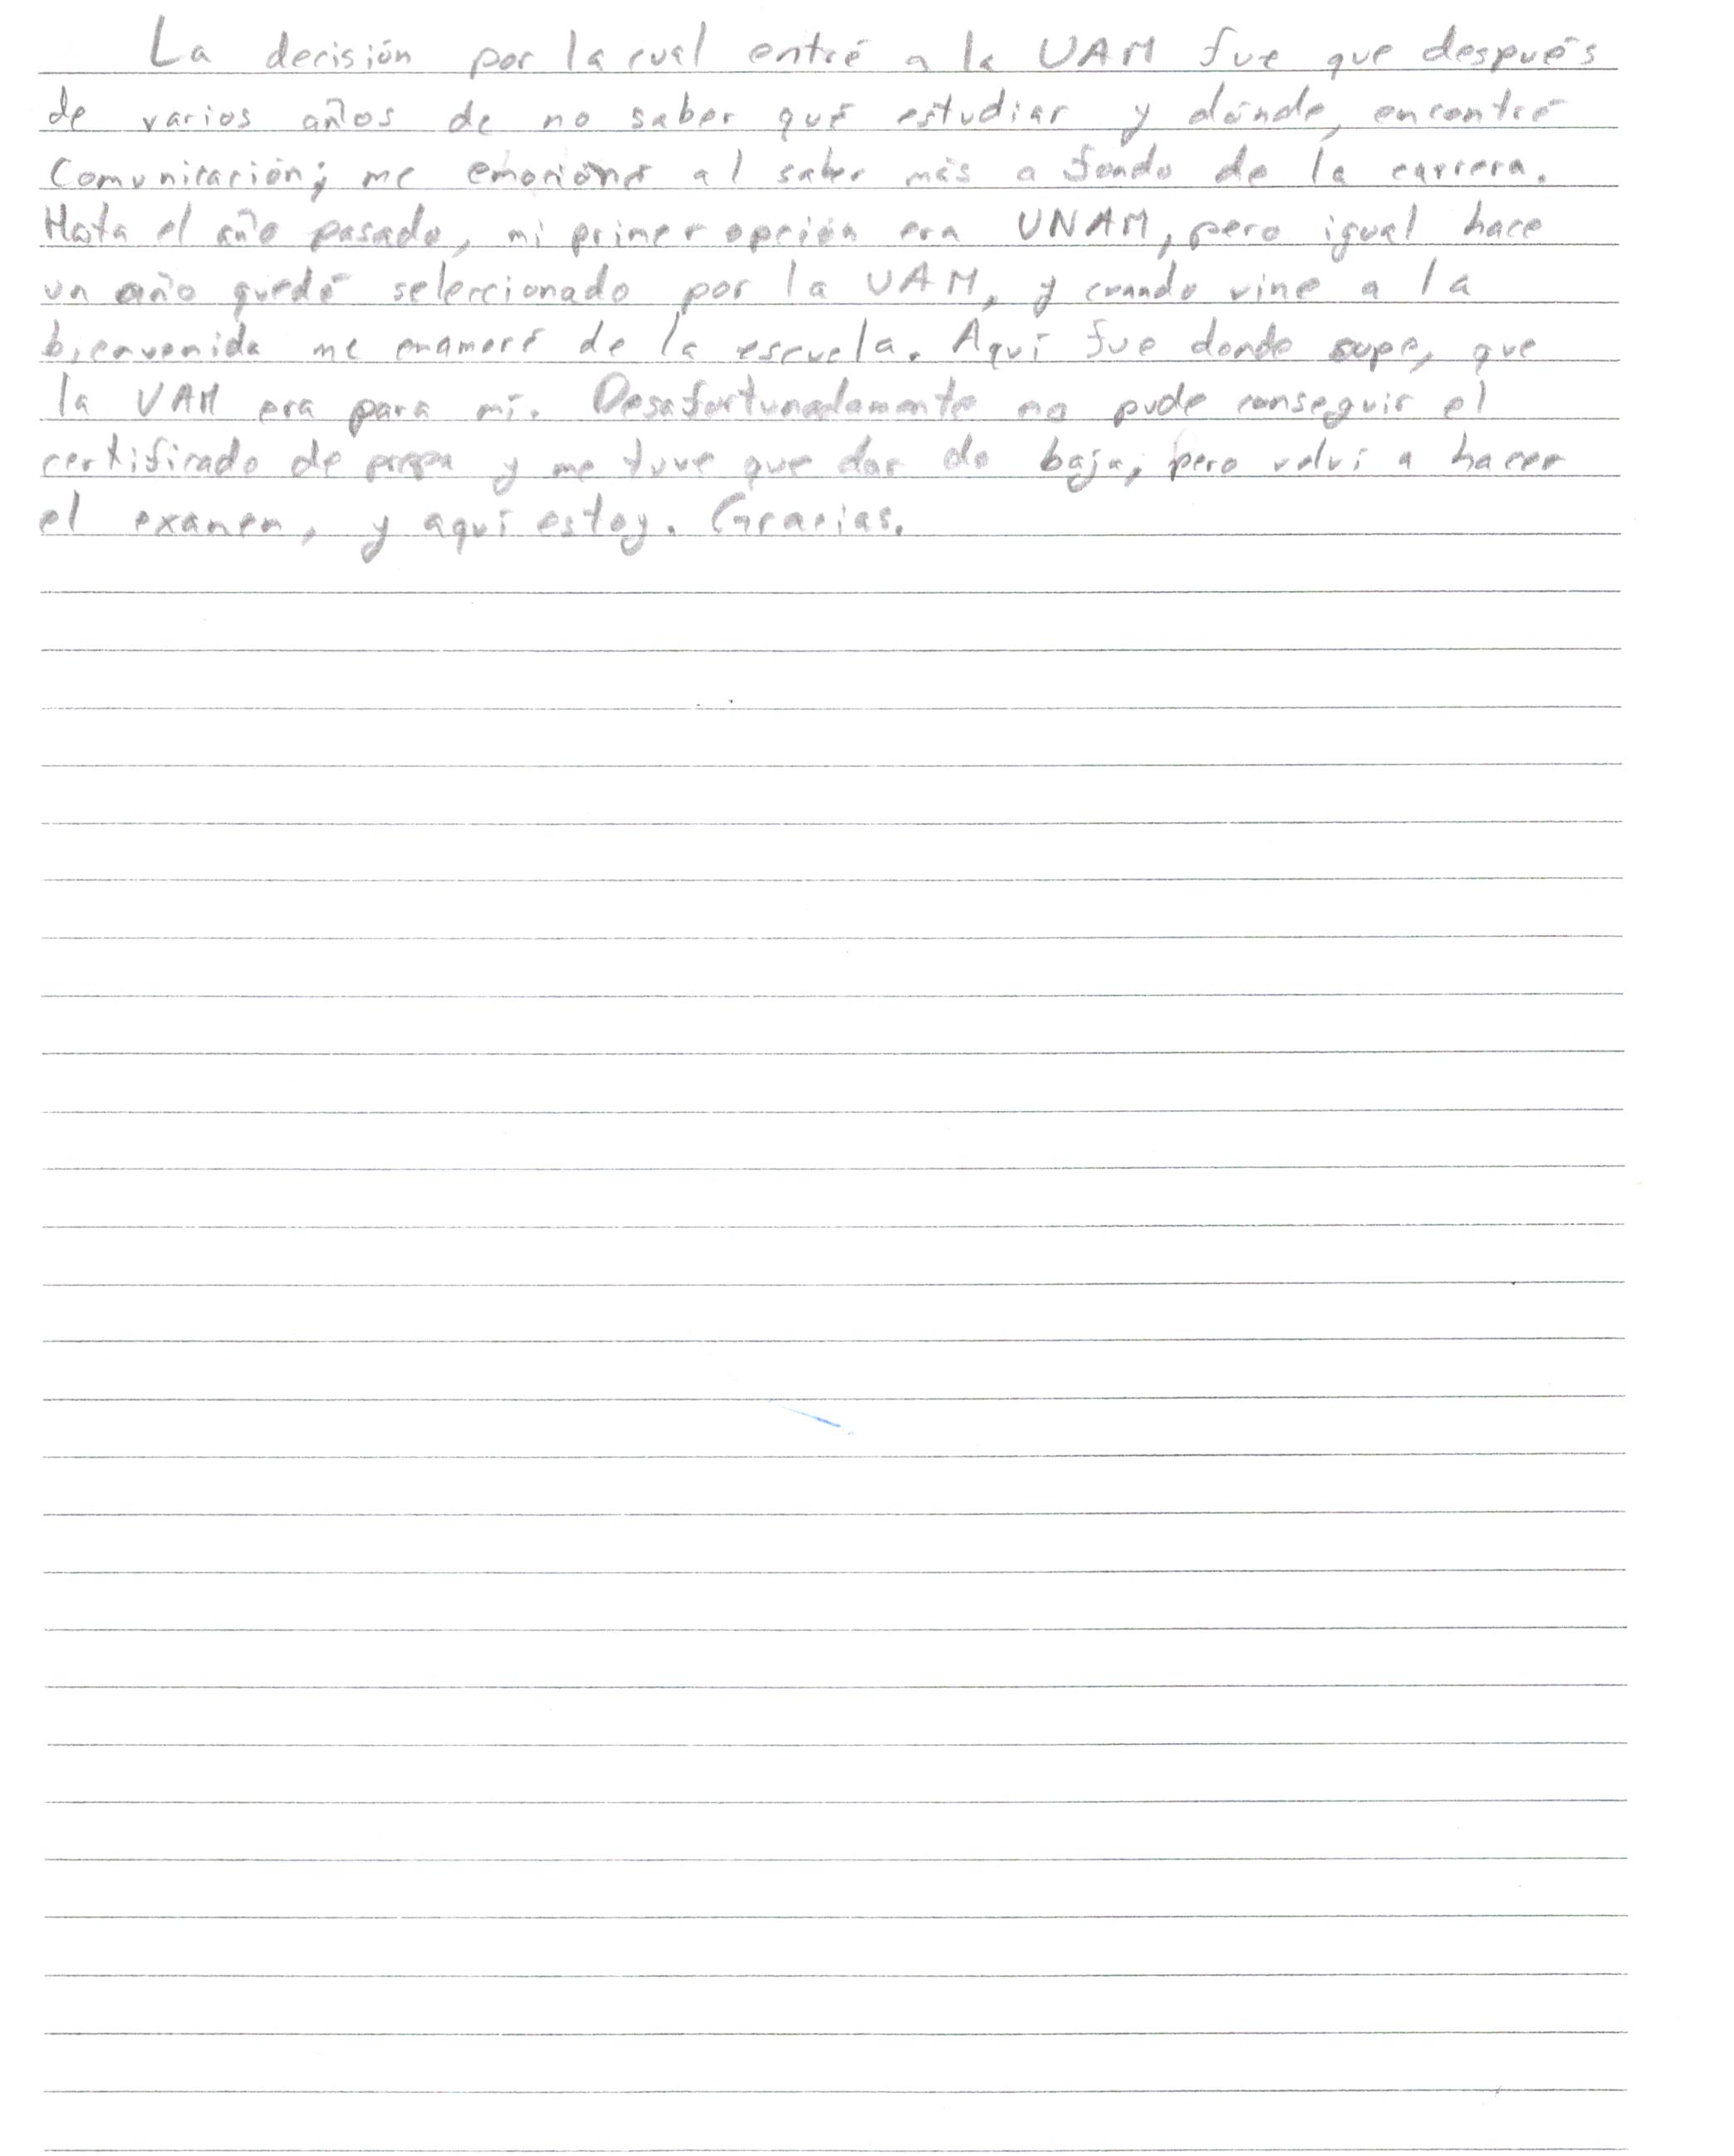 La decisión por la cual entré a la UAM fue que después
de varios años de no saber qué estudiar y dónde, encontré
Comunicación; me emocioné al saber más a fondo de la carrera.
Hasta el año pasado, mi primer opción era UNAM, pero igual hace
un año quedé seleccionado por la UAM, y cuando vine a la
bienvenida me enamoré de la escuela. Aquí fue donde supe, que
la UAM era para mí. Desafortunadamente no pude conseguir el
certificado de prepa y me tuve que dar de baja, pero volví a hacer
el examen, y aquí estoy. Gracias.